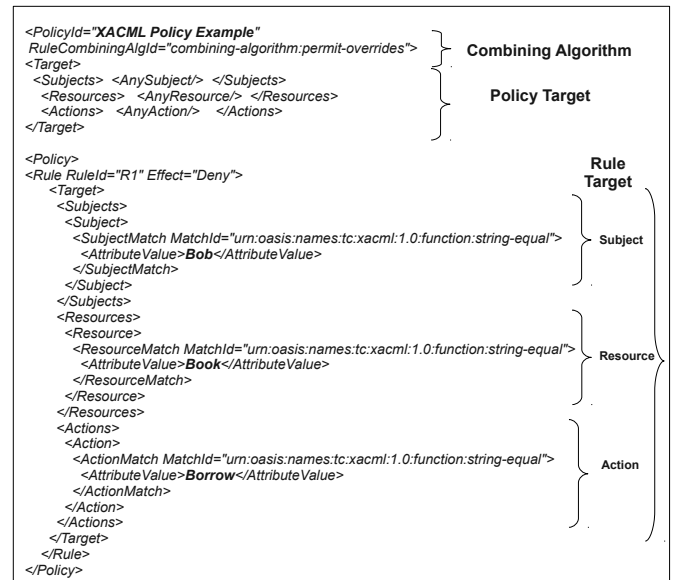 <PolicyId="XACML Policy Example"
RuleCombiningAlgId="combining-algorithm:permit-overrides">
Combining Algorithm
<Target>
<Subjects> <AnySubject/> </Subjects>
<Resources> <AnyResource/> </Resources>
<Actions> <AnyAction/> </Actions>
</Target>
Policy Target
<Policy>
<Rule RuleId="R1" Effect="Deny">
Rule
Target
<Target>
<Subjects>
<Subject>
<SubjectMatch MatchId="urn:oasis:names:tc:xacml:1.0:function:string-equal">
<AttributeValue>Bob</AttributeValue>
</SubjectMatch>
</Subject>
</Subjects>
Subject
<Resources>
<Resource>
<ResourceMatch MatchId="urn:oasis:names:tc:xacml:1.0:function:string-equal">
<AttributeValue>Book</AttributeValue>
</ResourceMatch>
</Resource>
</Resources>
Resource
<Actions>
<Action>
<ActionMatch MatchId="urn:oasis:names:tc:xacml:1.0:function:string-equal">
<AttributeValue>Borrow</AttributeValue>
</ActionMatch>
</Action>
</Actions>
Action
</Target>
</Rule>
</Policy>